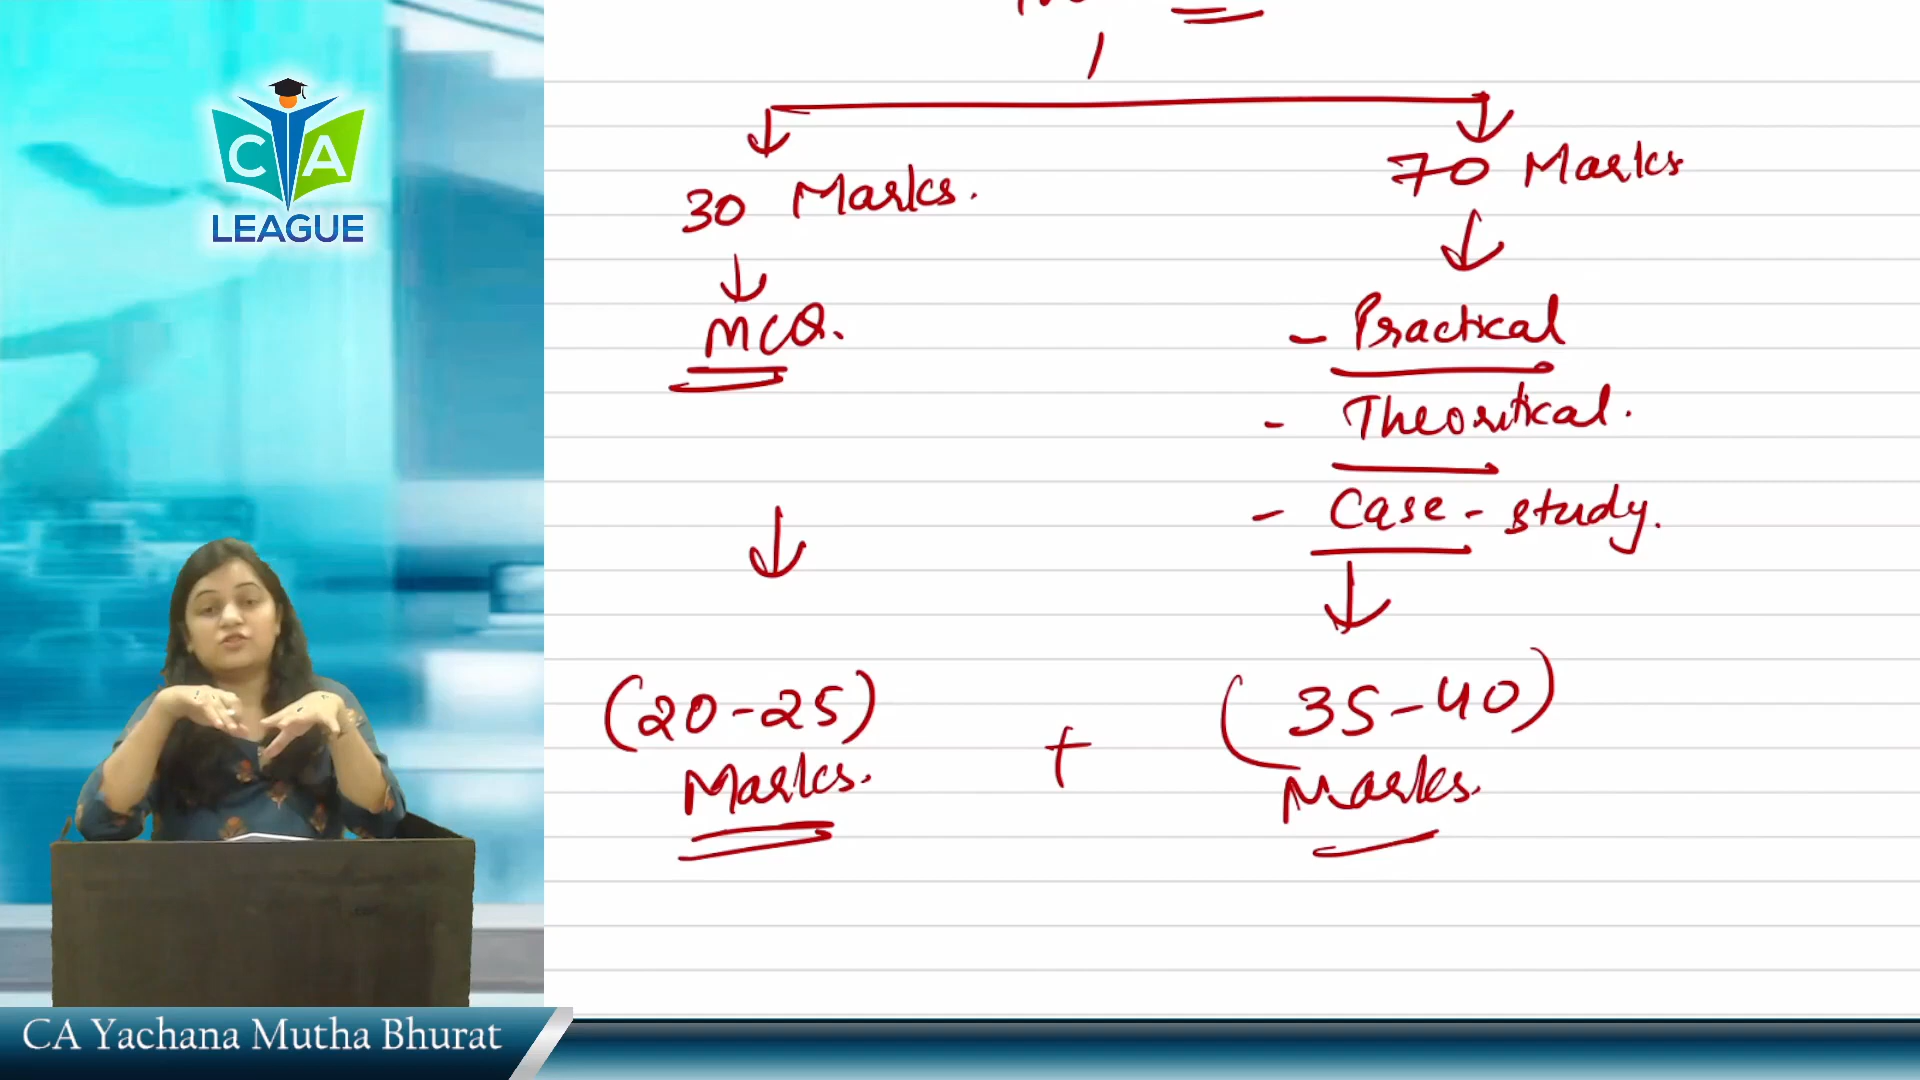 CA
LEAGUE
30 Marks.
70 Marks
MCQ.
- Practical
- Theoritical.
- Case - study.
(20-25)
Marks.
+
(35-40)
Marks.
CA Yachana Mutha Bhurat